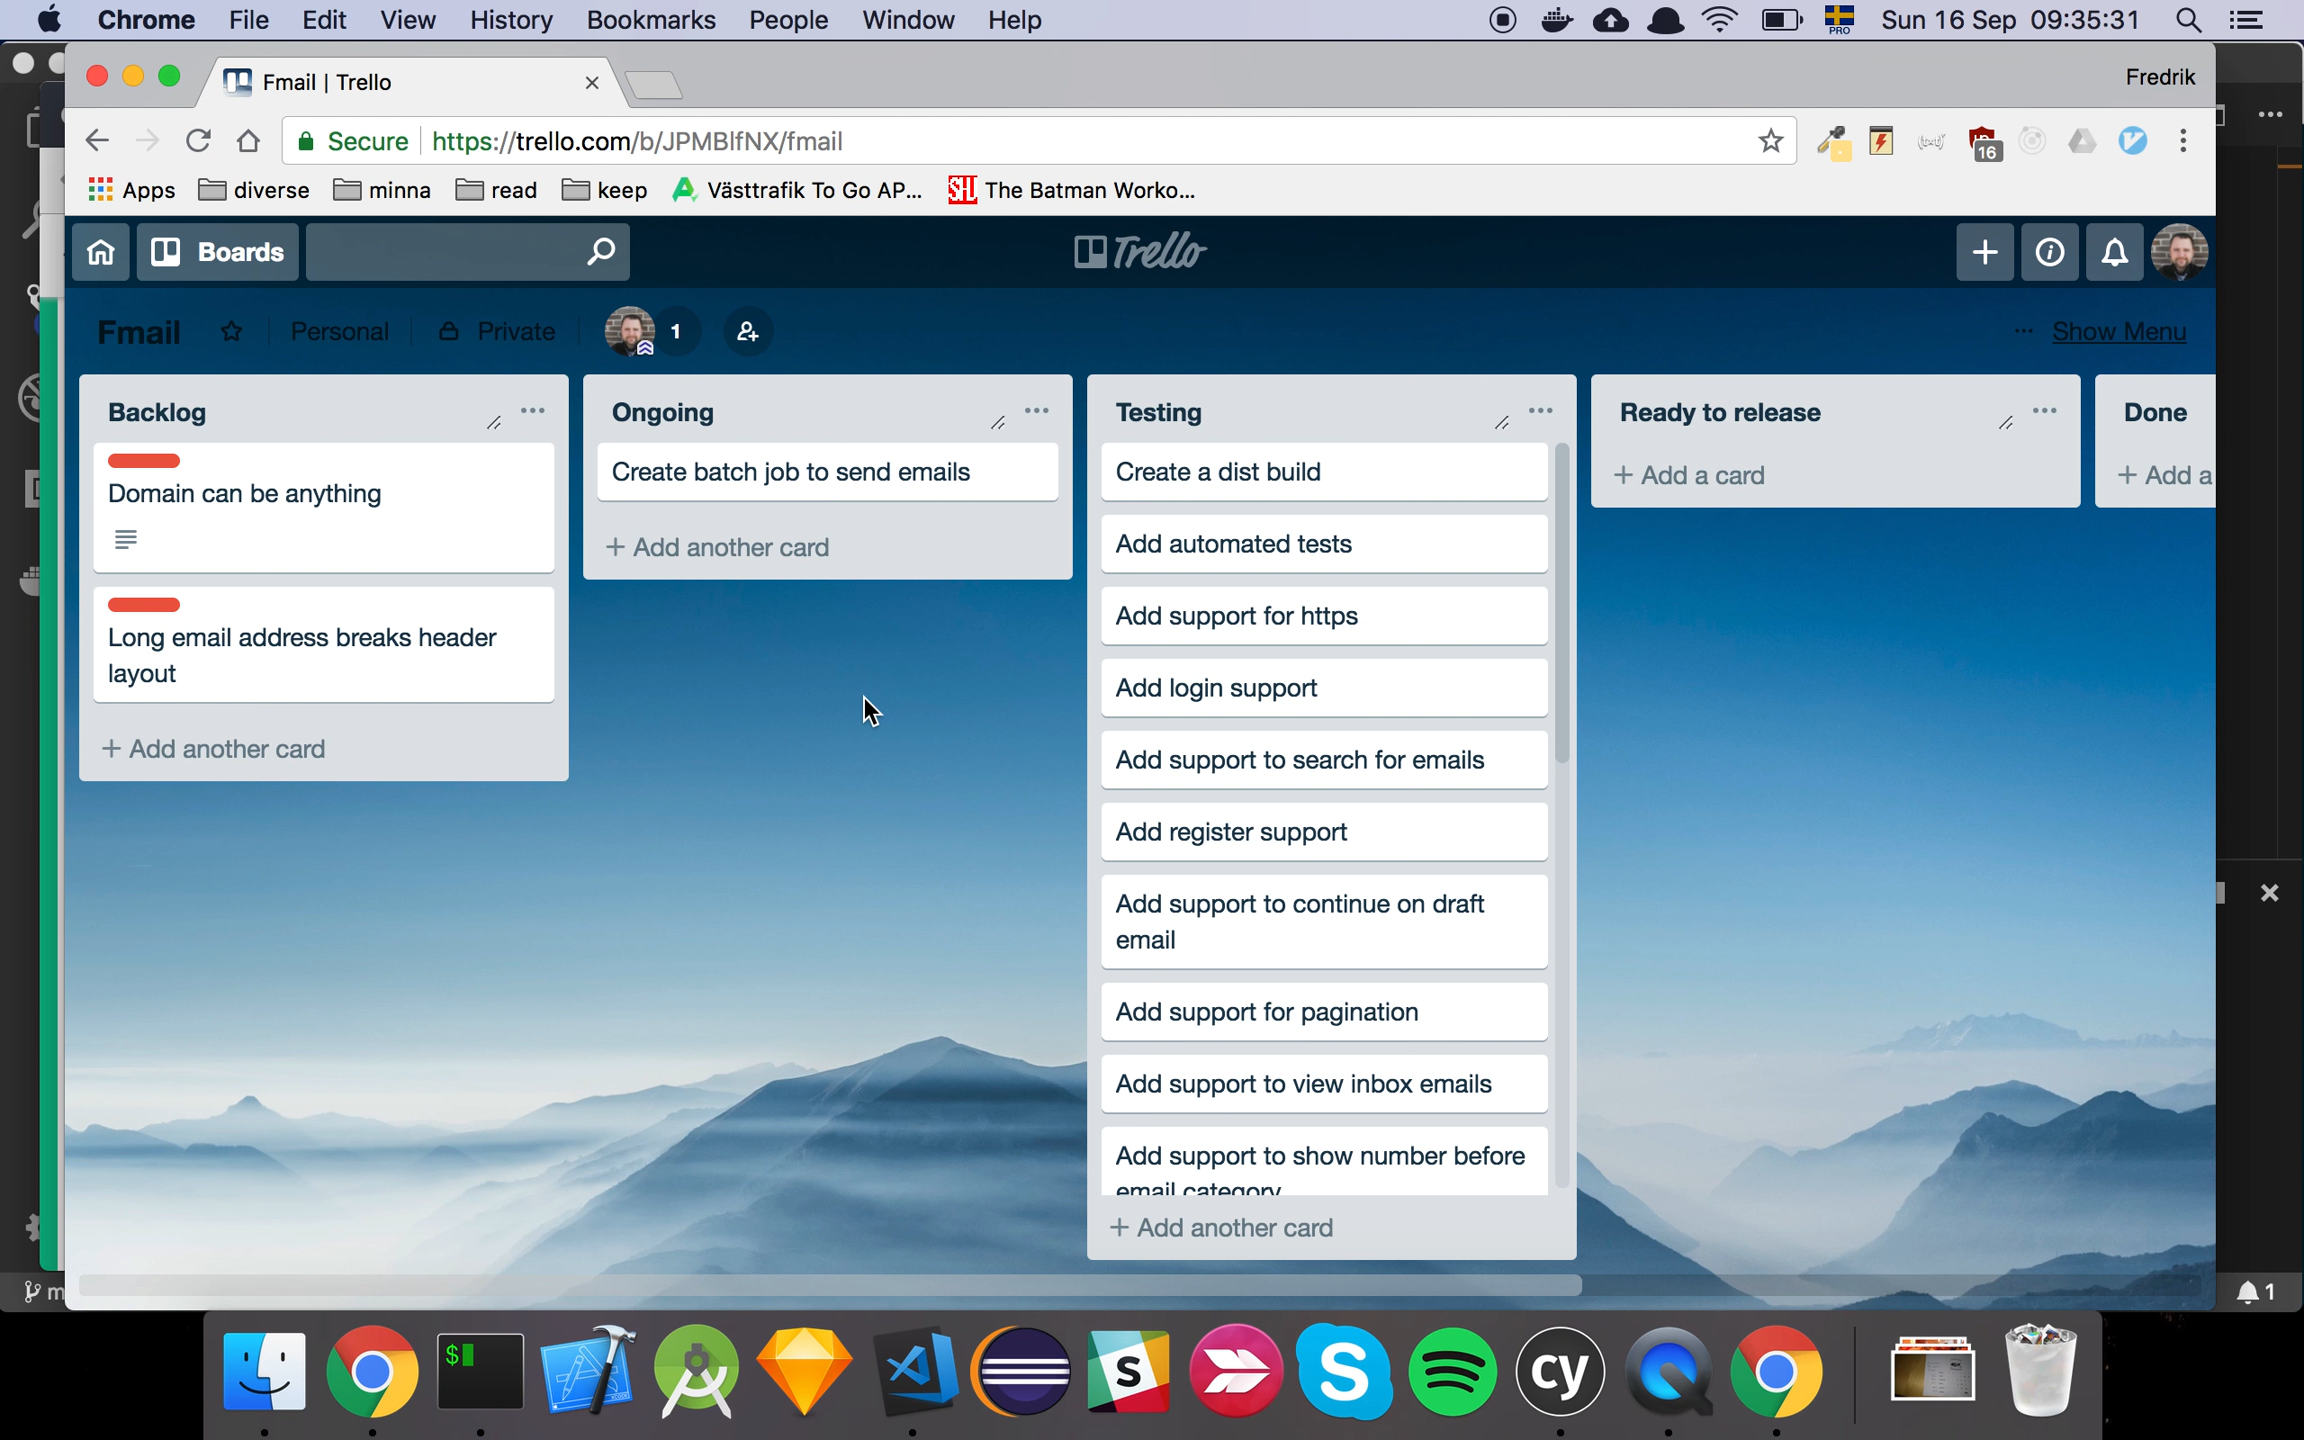 Chrome File Edit View History Bookmarks People Window Help PRO Sun 16 Sep 09:35:31
Fmail | Trello Fredrik
Secure https://trello.com/b/JPMBlfNX/fmail 16
Apps diverse minna read keep Västtrafik To Go AP... The Batman Worko...
Boards Trello
Fmail Personal Private 1 ... Show Menu
Backlog
Domain can be anything
Long email address breaks header
layout
+ Add another card
Ongoing
Create batch job to send emails
+ Add another card
Testing
Create a dist build
Add automated tests
Add support for https
Add login support
Add support to search for emails
Add register support
Add support to continue on draft
email
Add support for pagination
Add support to view inbox emails
Add support to show number before
email category
+ Add another card
Ready to release
+ Add a card
Done
+ Add a
m
1
$
S
S
cy